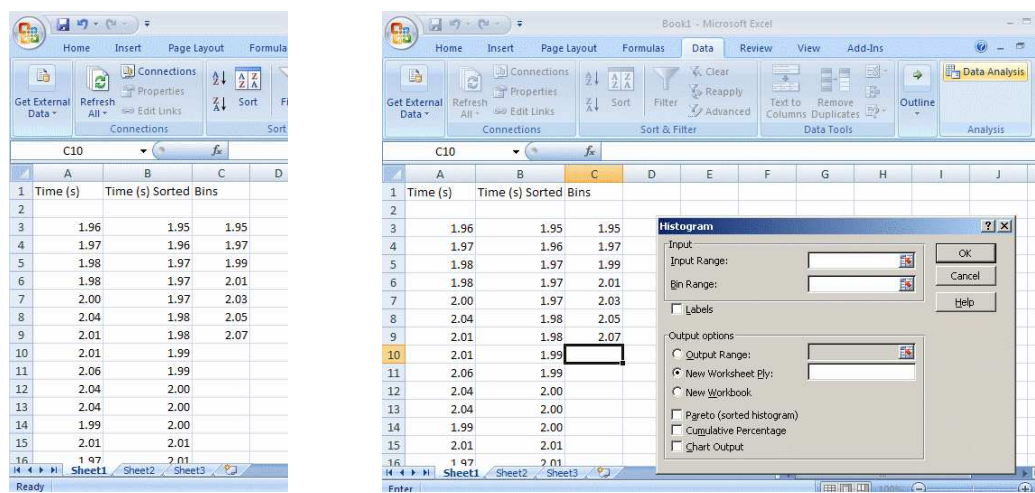 Home Insert Page Layout Formula
Get External Data
Refresh All
Connections
Properties
Edit Links
Sort
Connections
Sort
C10
A B C D
1 Time (s) Time (s) Sorted Bins
2
3 1.96 1.95 1.95
4 1.97 1.96 1.97
5 1.98 1.97 1.99
6 1.98 1.97 2.01
7 2.00 1.97 2.03
8 2.04 1.98 2.05
9 2.01 1.98 2.07
10 2.01 1.99
11 2.06 1.99
12 2.04 2.00
13 2.04 2.00
14 1.99 2.00
15 2.01 2.01
16 1.97 2.01
Sheet1 Sheet2 Sheet3
Ready
Book1 - Microsoft Excel
Home Insert Page Layout Formulas Data Review View Add-Ins
Get External Data
Refresh All
Connections
Properties
Edit Links
Sort
Filter
Clear
Reapply
Advanced
Text to Columns
Remove Duplicates
Outline
Data Analysis
Connections
Sort & Filter
Data Tools
Analysis
C10
A B C D E F G H I J
1 Time (s) Time (s) Sorted Bins
2
3 1.96 1.95 1.95
4 1.97 1.96 1.97
5 1.98 1.97 1.99
6 1.98 1.97 2.01
7 2.00 1.97 2.03
8 2.04 1.98 2.05
9 2.01 1.98 2.07
10 2.01 1.99
11 2.06 1.99
12 2.04 2.00
13 2.04 2.00
14 1.99 2.00
15 2.01 2.01
16 1.97 2.01
Sheet1 Sheet2 Sheet3
Enter
100%
Histogram
Input
Input Range:
Bin Range:
Labels
Output options
Output Range:
New Worksheet Ply:
New Workbook
Pareto (sorted histogram)
Cumulative Percentage
Chart Output
OK
Cancel
Help